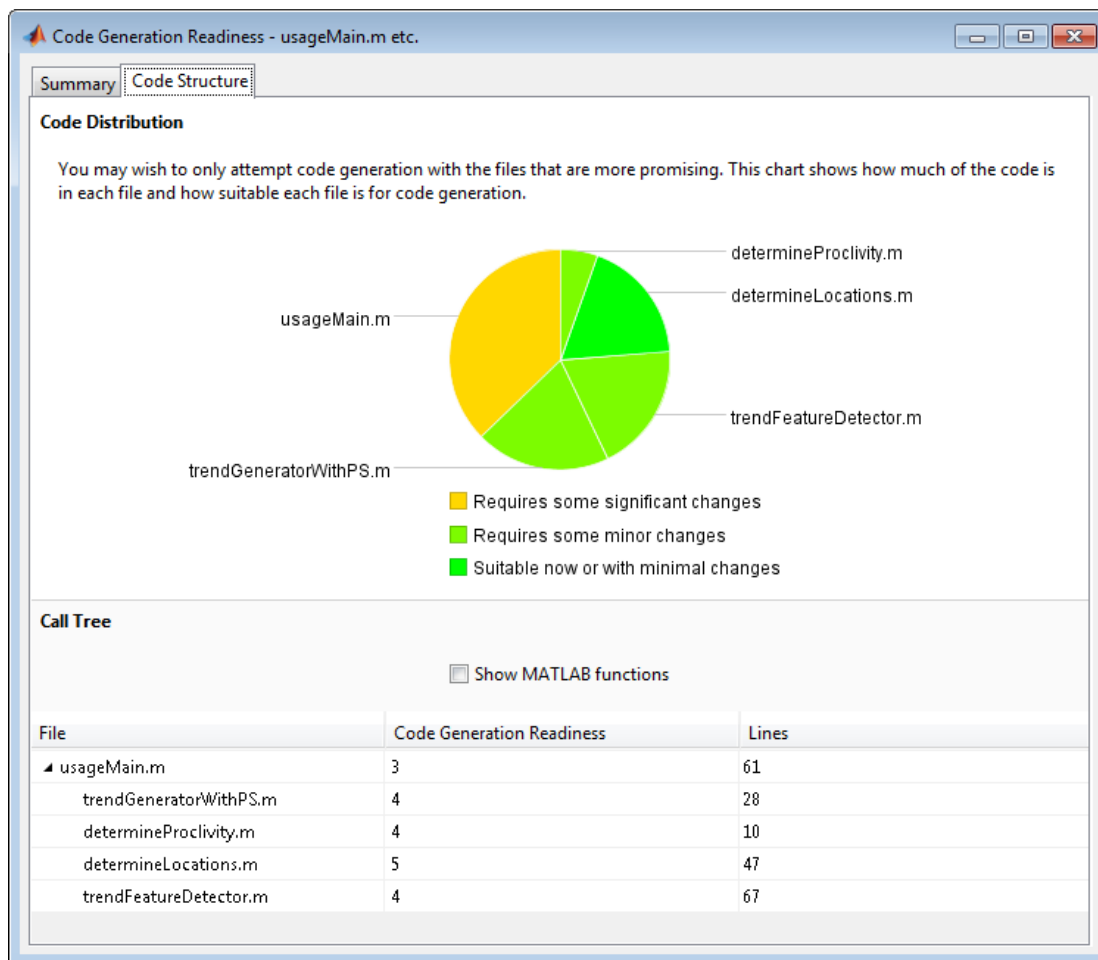 Code Generation Readiness - usageMain.m etc.
Summary Code Structure
Code Distribution
You may wish to only attempt code generation with the files that are more promising. This chart shows how much of the code is
in each file and how suitable each file is for code generation.
determineProclivity.m
determineLocations.m
usageMain.m
trendFeatureDetector.m
trendGeneratorWithPS.m
Requires some significant changes
Requires some minor changes
Suitable now or with minimal changes
Call Tree
Show MATLAB functions
File Code Generation Readiness Lines
usageMain.m 3 61
trendGeneratorWithPS.m 4 28
determineProclivity.m 4 10
determineLocations.m 5 47
trendFeatureDetector.m 4 67